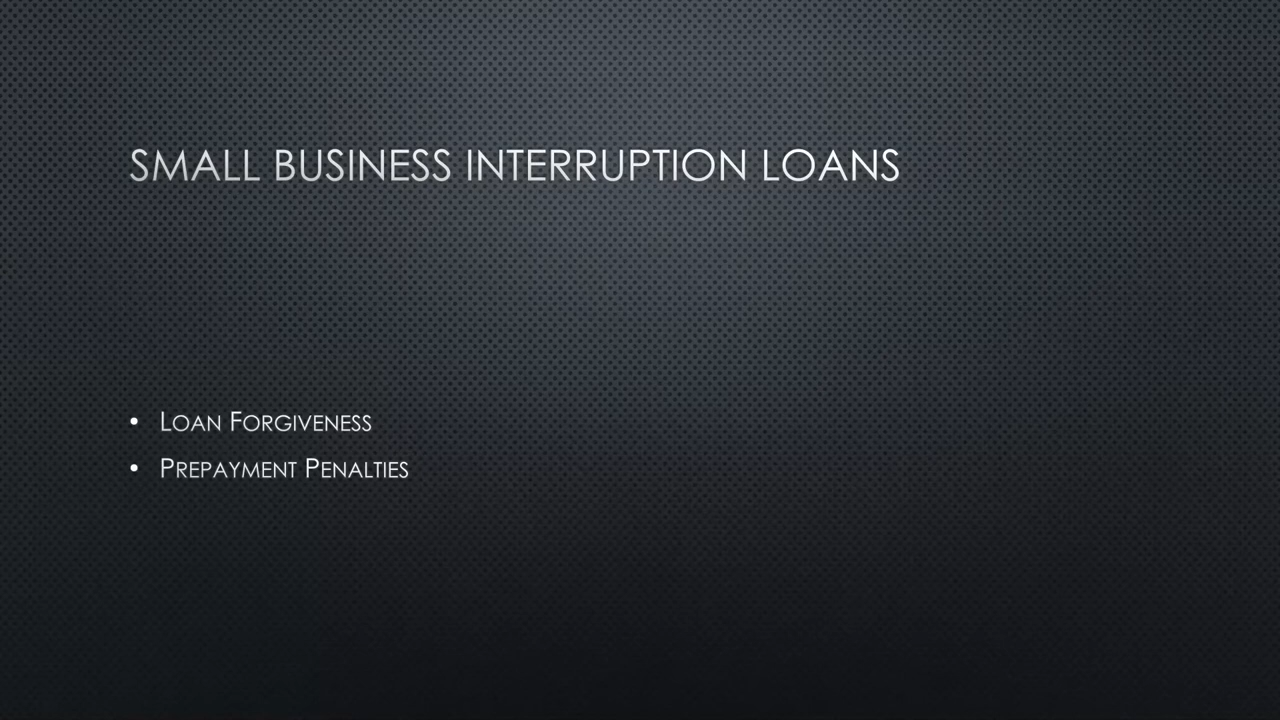 SMALL BUSINESS INTERRUPTION LOANS
• LOAN FORGIVENESS
• PREPAYMENT PENALTIES